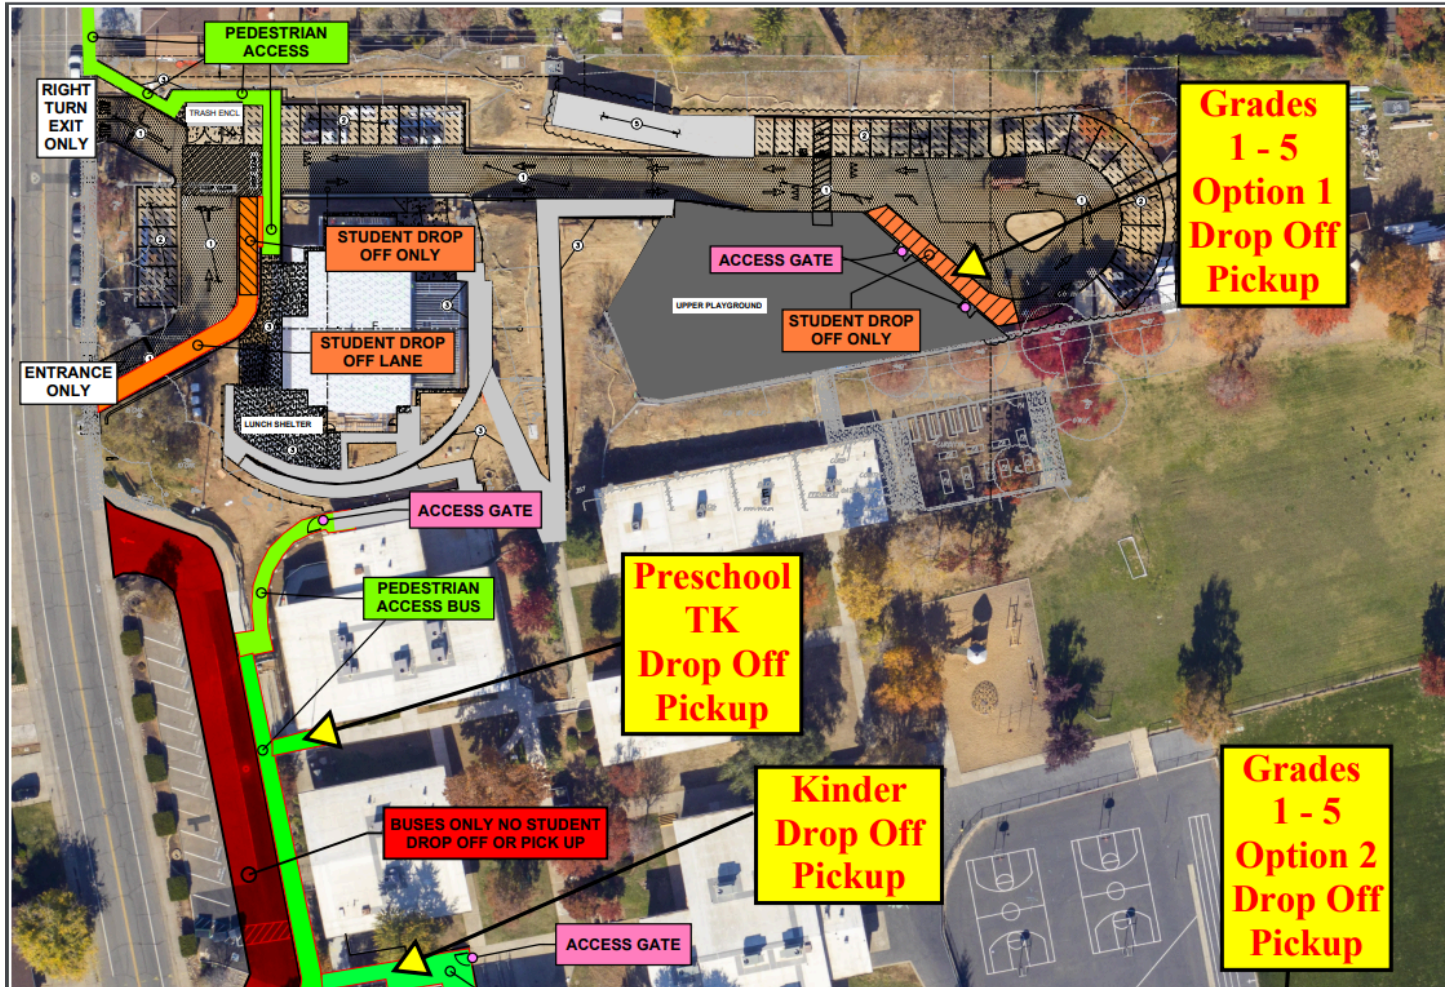 PEDESTRIAN
ACCESS
RIGHT
TURN
EXIT
ONLY
TRASH ENCL
Grades
1 - 5
Option 1
Drop Off
Pickup
STUDENT DROP
OFF ONLY
ACCESS GATE
UPPER PLAYGROUND
STUDENT DROP
OFF ONLY
STUDENT DROP
OFF LANE
ENTRANCE
ONLY
LUNCH SHELTER
ACCESS GATE
PEDESTRIAN
ACCESS BUS
Preschool
TK
Drop Off
Pickup
Kinder
Drop Off
Pickup
Grades
1 - 5
Option 2
Drop Off
Pickup
BUSES ONLY NO STUDENT
DROP OFF OR PICK UP
ACCESS GATE